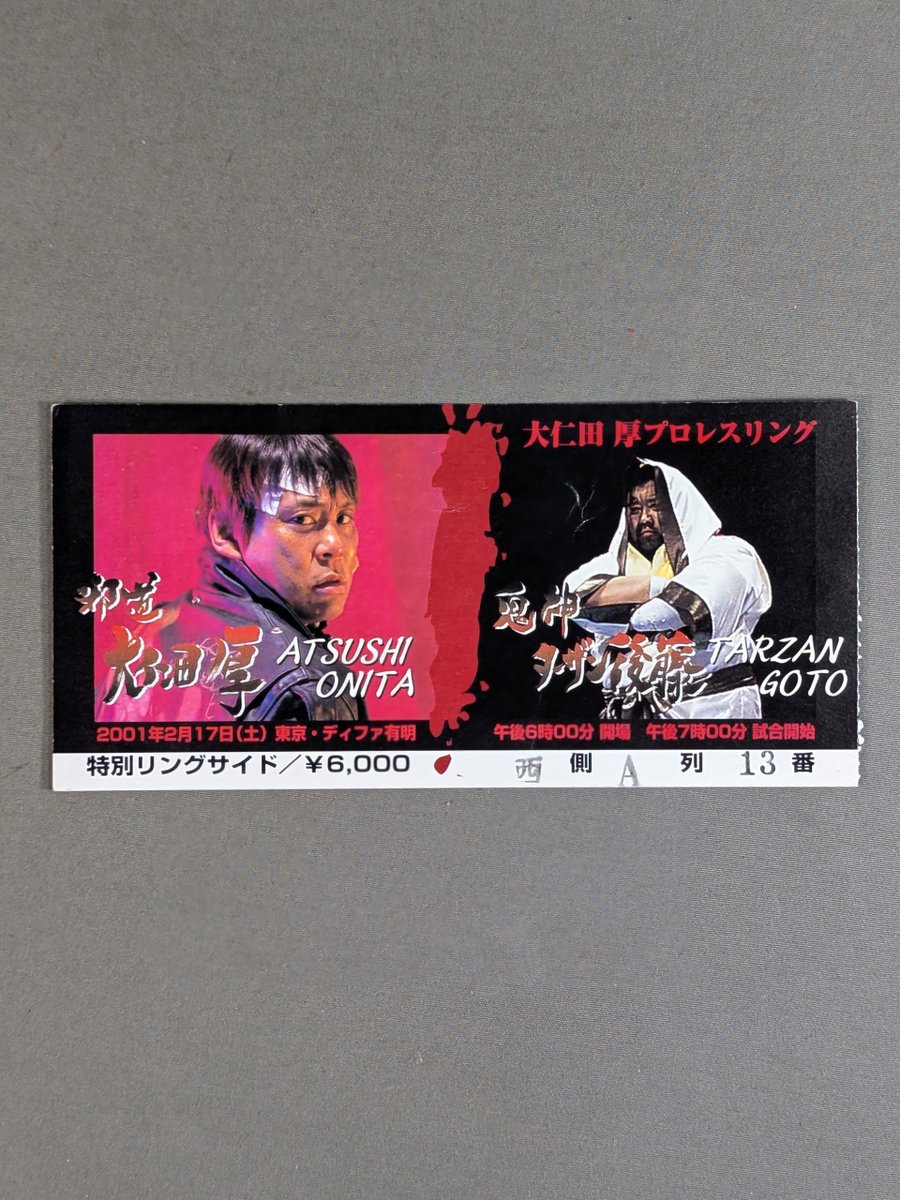 大仁田 厚プロレスリング
邪道
大仁田厚
ATSUSHI
ONITA
鬼神
ターザン後藤
TARZAN
GOTO
2001年2月17日(土) 東京・ディファ有明
午後6時00分 開場 午後7時00分 試合開始
特別リングサイド/¥6,000
西 側 A 列 13 番